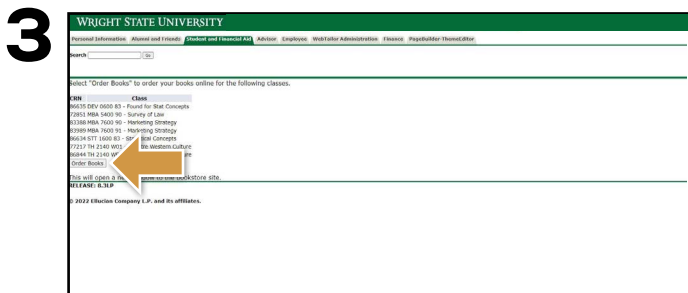 3
WRIGHT STATE UNIVERSITY
Personal Information Alumni and Friends Student and Financial Aid Advisor Employee WebTailor Administration Finance PageBuilder-ThemeEditor
Search Go
Select "Order Books" to order your books online for the following classes.
CRN Class
86635 DEV 0600 83 - Found for Stat Concepts
72851 MBA 5400 90 - Survey of Law
83388 MBA 7600 90 - Marketing Strategy
83989 MBA 7600 91 - Marketing Strategy
86634 STT 1600 83 - Concepts
77217 TH 2140 W01 - Western Culture
86844 TH 2140
Order Books
This will open a to the bookstore site.
RELEASE: 8.3LP
© 2022 Ellucian Company L.P. and its affiliates.